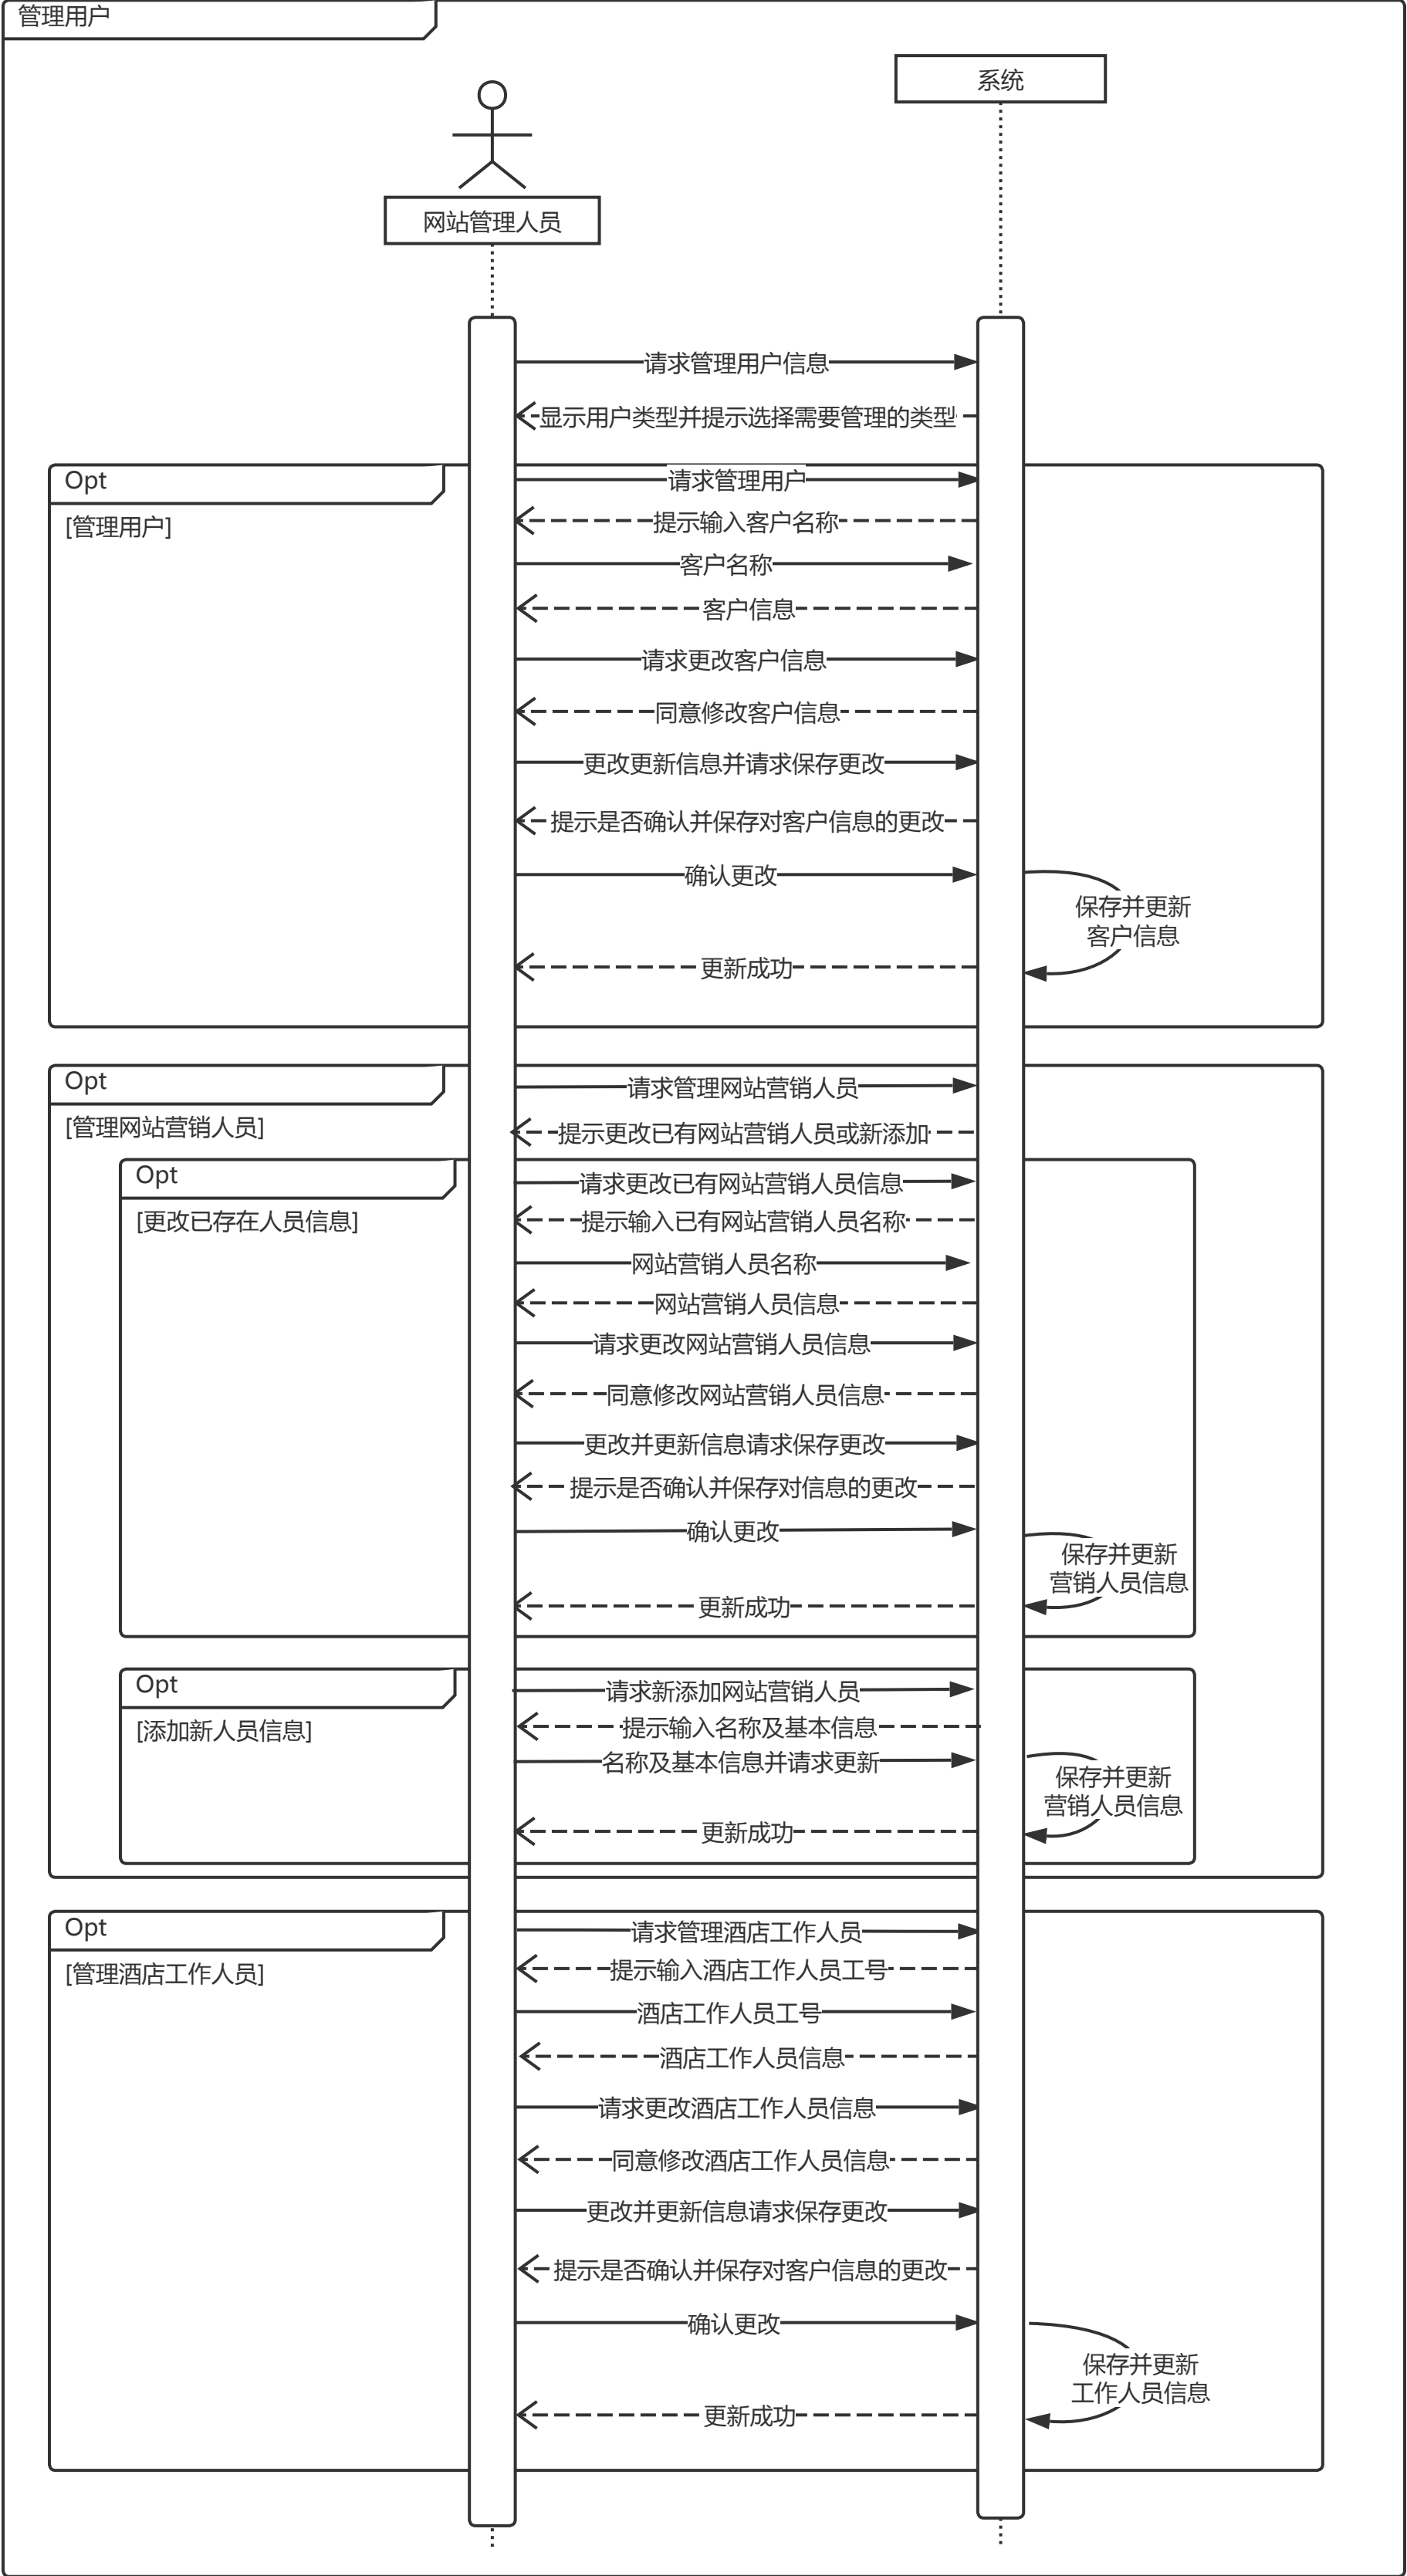 管理用户
系统
网站管理人员
请求管理用户信息
显示用户类型并提示选择需要管理的类型
Opt
请求管理用户
[管理用户]
提示输入客户名称
客户名称
客户信息
请求更改客户信息
同意修改客户信息
更改更新信息并请求保存更改
提示是否确认并保存对客户信息的更改
确认更改
保存并更新
客户信息
更新成功
Opt
请求管理网站营销人员
[管理网站营销人员]
提示更改已有网站营销人员或新添加
Opt
请求更改已有网站营销人员信息
[更改已存在人员信息]
提示输入已有网站营销人员名称
网站营销人员名称
网站营销人员信息
请求更改网站营销人员信息
同意修改网站营销人员信息
更改并更新信息请求保存更改
提示是否确认并保存对信息的更改
确认更改
保存并更新
营销人员信息
更新成功
Opt
请求新添加网站营销人员
[添加新人员信息]
提示输入名称及基本信息
名称及基本信息并请求更新
保存并更新
营销人员信息
更新成功
Opt
请求管理酒店工作人员
[管理酒店工作人员]
提示输入酒店工作人员工号
酒店工作人员工号
酒店工作人员信息
请求更改酒店工作人员信息
同意修改酒店工作人员信息
更改并更新信息请求保存更改
提示是否确认并保存对客户信息的更改
确认更改
保存并更新
工作人员信息
更新成功